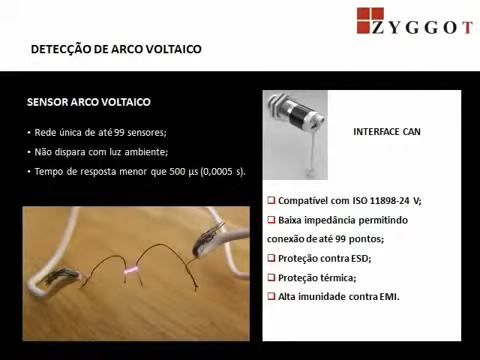 ZYGGOT
DETECÇÃO DE ARCO VOLTAICO
SENSOR ARCO VOLTAICO
• Rede única de até 99 sensores;
• Não dispara com luz ambiente;
• Tempo de resposta menor que 500 µs (0,0005 s).
INTERFACE CAN
❑ Compatível com ISO 11898-24 V;
❑ Baixa impedância permitindo
conexão de até 99 pontos;
❑ Proteção contra ESD;
❑ Proteção térmica;
❑ Alta imunidade contra EMI.